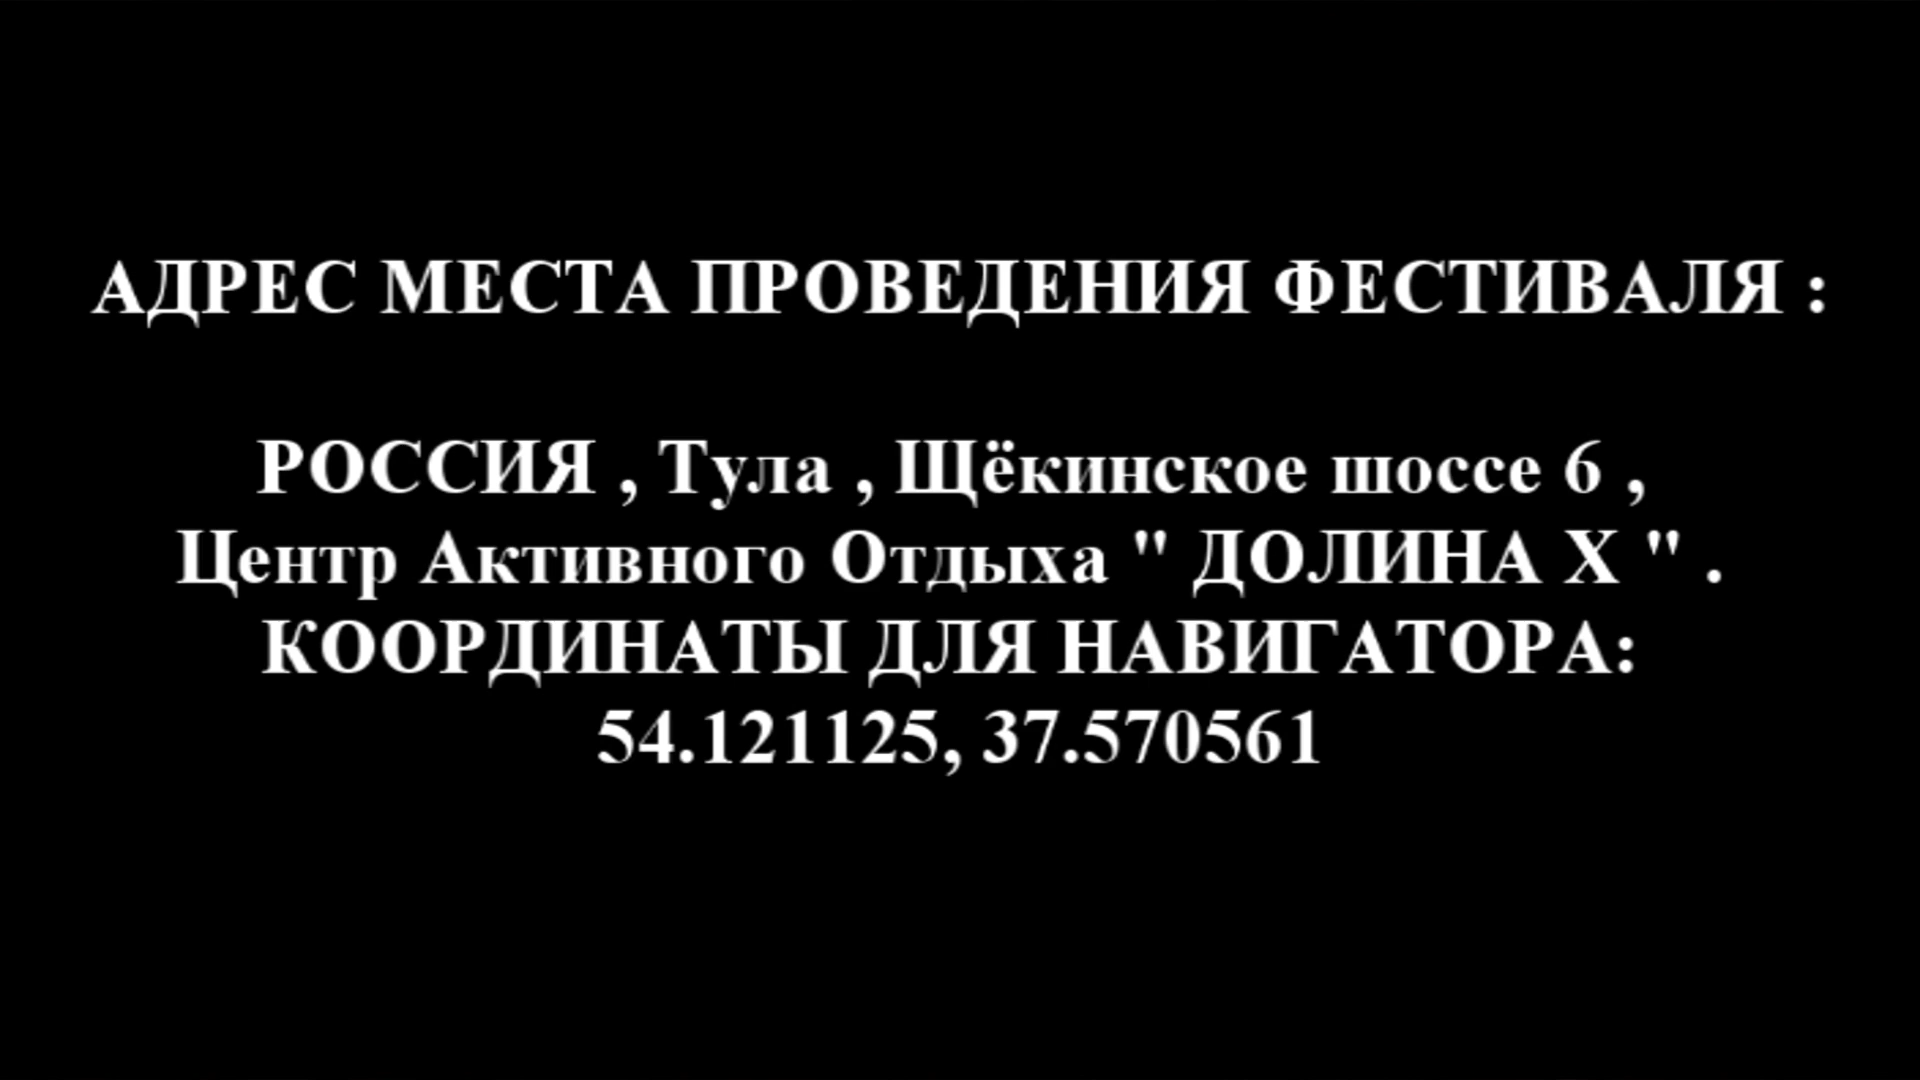 АДРЕС МЕСТА ПРОВЕДЕНИЯ ФЕСТИВАЛЯ :
РОССИЯ , Тула , Щёкинское шоссе 6 ,
Центр Активного Отдыха " ДОЛИНА Х " .
КООРДИНАТЫ ДЛЯ НАВИГАТОРА:
54.121125, 37.570561